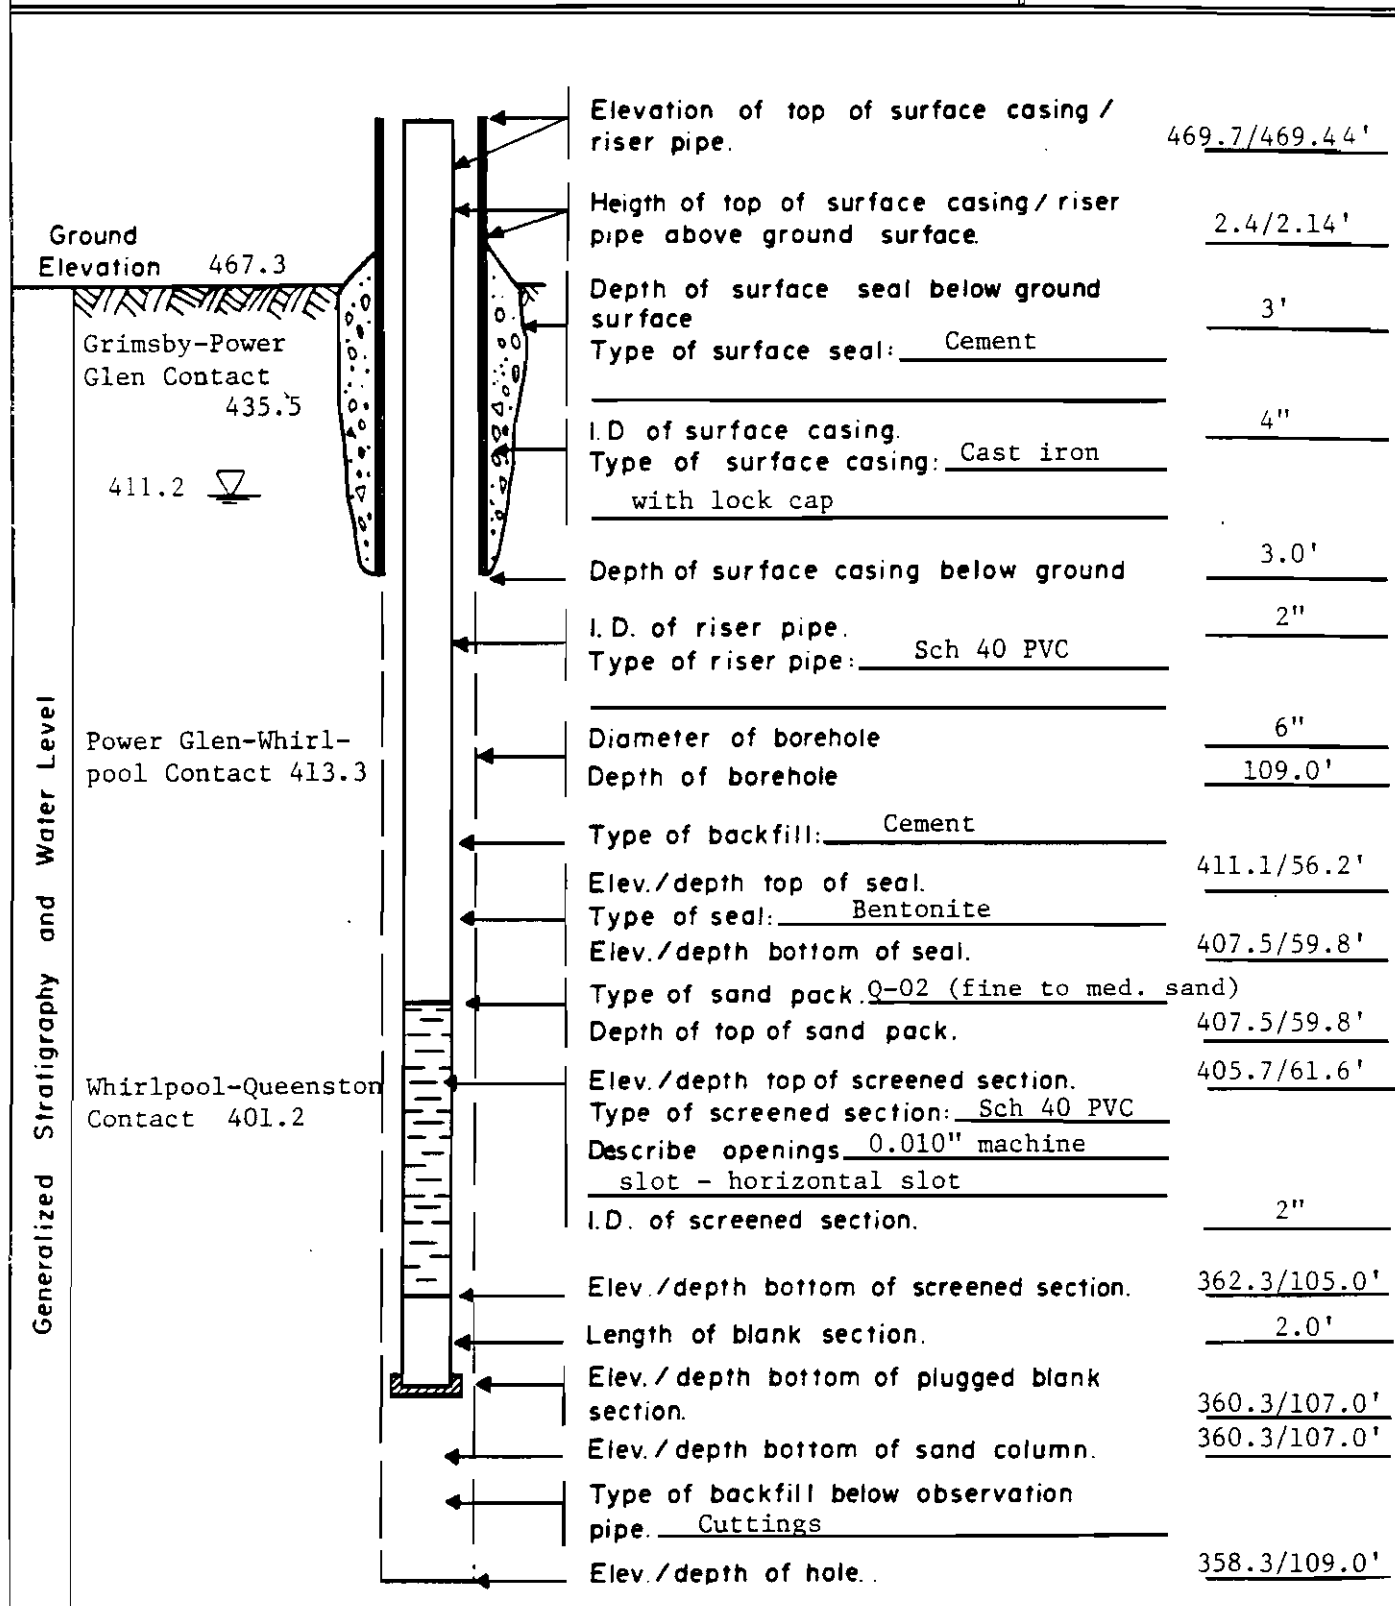 Elevation of top of surface casing /
riser pipe.
469.7/469.44'
Heigth of top of surface casing / riser
pipe above ground surface.
2.4/2.14'
Ground
Elevation 467.3
Depth of surface seal below ground
surface
3'
Type of surface seal: Cement
Grimsby-Power
Glen Contact
435.5
I.D of surface casing.
4"
Type of surface casing: Cast iron
with lock cap
411.2
Depth of surface casing below ground
3.0'
I.D. of riser pipe.
2"
Type of riser pipe: Sch 40 PVC
Generalized Stratigraphy and Water Level
Power Glen-Whirl-
pool Contact 413.3
Diameter of borehole
6"
Depth of borehole
109.0'
Type of backfill: Cement
Elev./depth top of seal.
411.1/56.2'
Type of seal: Bentonite
Elev./depth bottom of seal.
407.5/59.8'
Type of sand pack. Q-02 (fine to med. sand)
Depth of top of sand pack.
407.5/59.8'
Whirlpool-Queenston
Contact 401.2
Elev./depth top of screened section.
405.7/61.6'
Type of screened section: Sch 40 PVC
Describe openings 0.010" machine
slot - horizontal slot
I.D. of screened section.
2"
Elev./depth bottom of screened section.
362.3/105.0'
Length of blank section.
2.0'
Elev./depth bottom of plugged blank
section.
360.3/107.0'
Elev./depth bottom of sand column.
360.3/107.0'
Type of backfill below observation
pipe. Cuttings
Elev./depth of hole.
358.3/109.0'